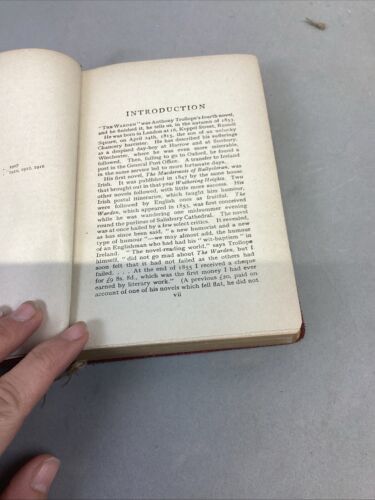 1907
1912, 1917, 1919
INTRODUCTION
"THE WARDEN" was Anthony Trollope's fourth novel,
and he finished it, he tells us, in the autumn of 1853.
He was born in London at 16, Keppel Street, Russell
Square, on April 24th, 1815, the son of an unlucky
Chancery barrister. He has described his sufferings
as a despised day-boy at Harrow and at Sunbury.
Winchester, where he was even more miserable,
followed. Then, failing to go to Oxford, he found a
post in the General Post Office. A transfer to Ireland
in the same service led to more fortunate days.
His first novel, The Macdermots of Ballycloran, was
Irish. It was published in 1847 by the same house
that brought out in that year Wuthering Heights. Two
other novels followed, with little more success. His
Irish postal itineraries, which taught him humour,
were followed by English ones as fruitful. The
Warden, which appeared in 1855, was first conceived
while he was wandering one midsummer evening
round the purlieus of Salisbury Cathedral. The novel
was at once hailed by a few select critics. It revealed,
as has since been said, "a new humorist and a new
type of humour"—we may almost add, the humour
of an Englishman who had had his "wit-baptism" in
Ireland. "The novel-reading world," says Trollope
himself, "did not go mad about The Warden, but I
soon felt that it had not failed as the others had
failed. . . . At the end of 1855 I received a cheque
for £9 8s. 8d., which was the first money I had ever
earned by literary work." (A previous £20, paid on
account of one of his novels which fell flat, he did not
vii